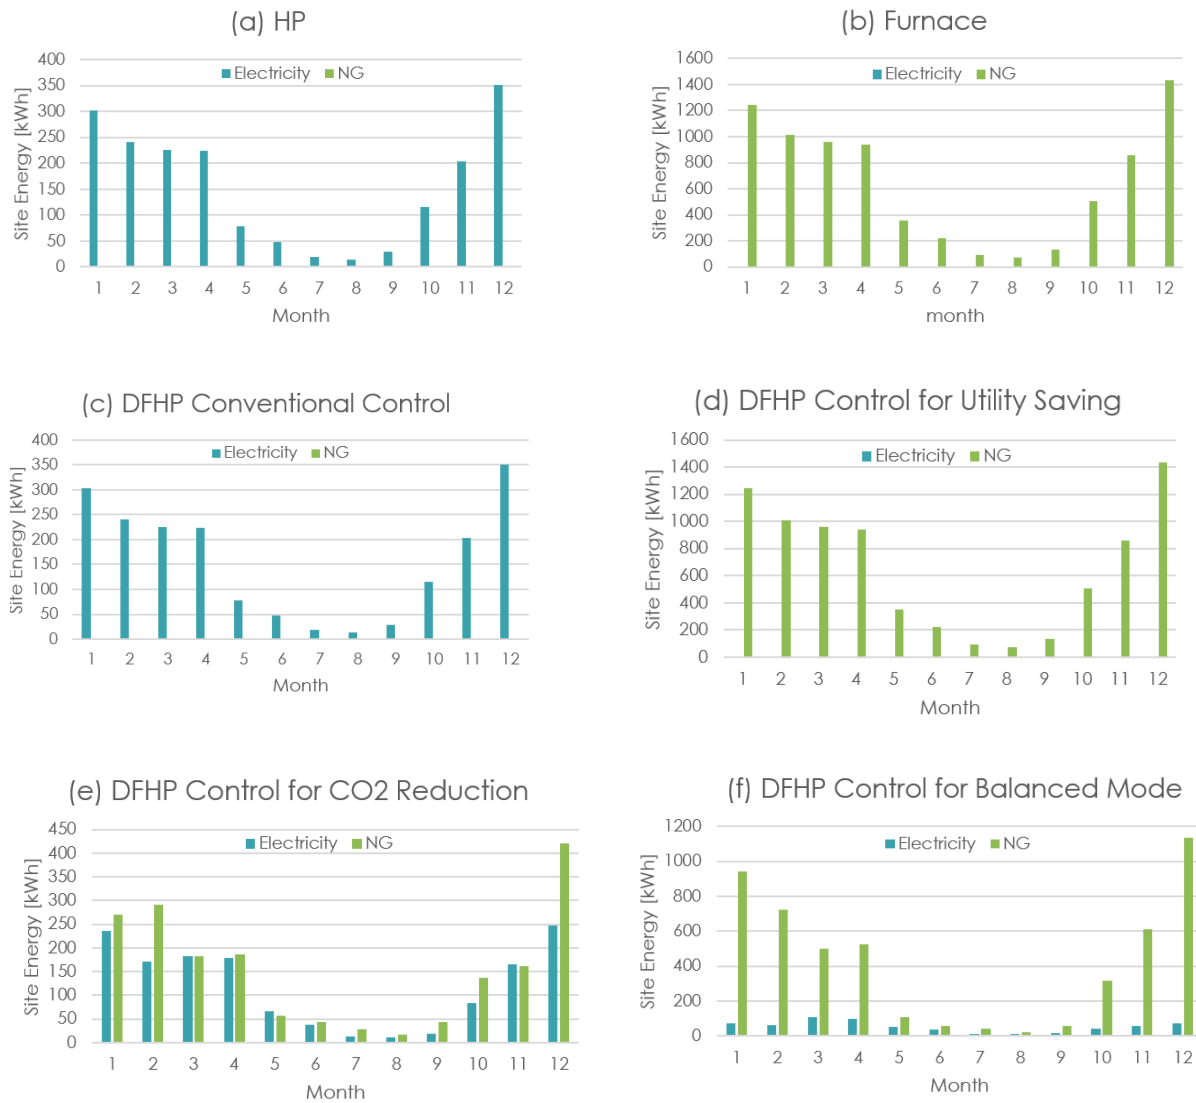 (a) HP
Electricity NG
Site Energy [kWh]
400
350
300
250
200
150
100
50
0
1 2 3 4 5 6 7 8 9 10 11 12
Month
(b) Furnace
Electricity NG
Site Energy [kWh]
1600
1400
1200
1000
800
600
400
200
0
1 2 3 4 5 6 7 8 9 10 11 12
month
(c) DFHP Conventional Control
Electricity NG
Site Energy [kWh]
400
350
300
250
200
150
100
50
0
1 2 3 4 5 6 7 8 9 10 11 12
Month
(d) DFHP Control for Utility Saving
Electricity NG
Site Energy [kWh]
1600
1400
1200
1000
800
600
400
200
0
1 2 3 4 5 6 7 8 9 10 11 12
Month
(e) DFHP Control for CO2 Reduction
Electricity NG
Site Energy [kWh]
450
400
350
300
250
200
150
100
50
0
1 2 3 4 5 6 7 8 9 10 11 12
Month
(f) DFHP Control for Balanced Mode
Electricity NG
Site Energy [kWh]
1200
1000
800
600
400
200
0
1 2 3 4 5 6 7 8 9 10 11 12
Month